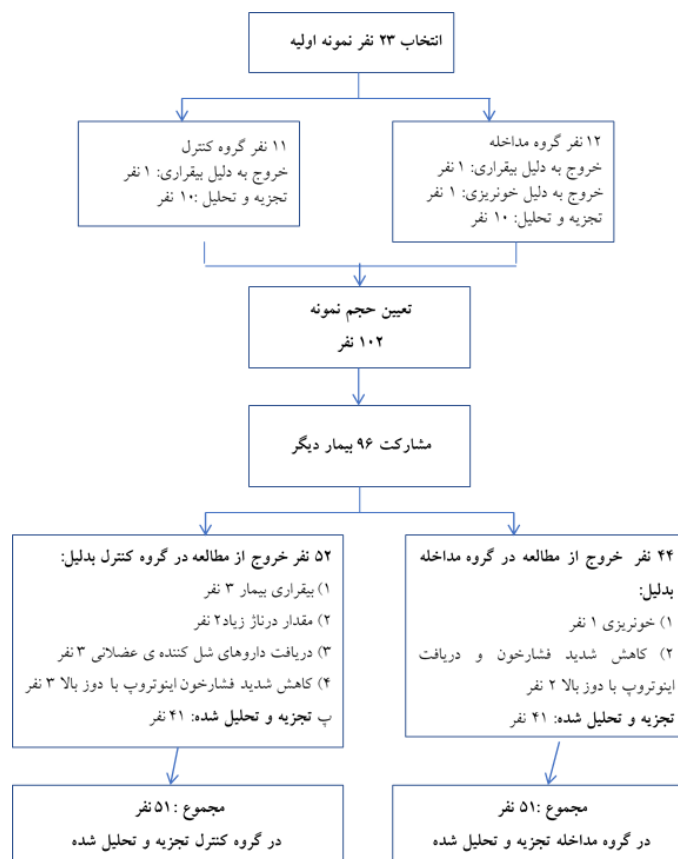 انتخاب ۲۳ نفر نمونه اولیه
۱۲ نفر گروه مداخله
خروج به دلیل بیقراری: ۱ نفر
خروج به دلیل خونریزی: ۱ نفر
تجزیه و تحلیل: ۱۰ نفر
۱۱ نفر گروه کنترل
خروج به دلیل بیقراری: ۱ نفر
تجزیه و تحلیل :۱۰ نفر
تعیین حجم نمونه
۱۰۲ نفر
مشارکت ۹۶ بیمار دیگر
۴۴ نفر خروج از مطالعه در گروه مداخله
بدلیل:
۱) خونریزی ۱ نفر
۲) کاهش شدید فشارخون و دریافت
اینوتروپ با دوز بالا ۲ نفر
تجزیه و تحلیل شده: ۴۱ نفر
۵۲ نفر خروج از مطالعه در گروه کنترل بدلیل:
۱) بیقراری بیمار ۳ نفر
۲) مقدار درناژ زیاد۲ نفر
۳) دریافت داروهای شل کننده ی عضلانی ۳ نفر
۴) کاهش شدید فشارخون اینوتروپ با دوز بالا ۳ نفر
پ تجزیه و تحلیل شده: ۴۱ نفر
مجموع :۵۱ نفر
در گروه مداخله تجزیه و تحلیل شده
مجموع :۵۱ نفر
در گروه کنترل تجزیه و تحلیل شده